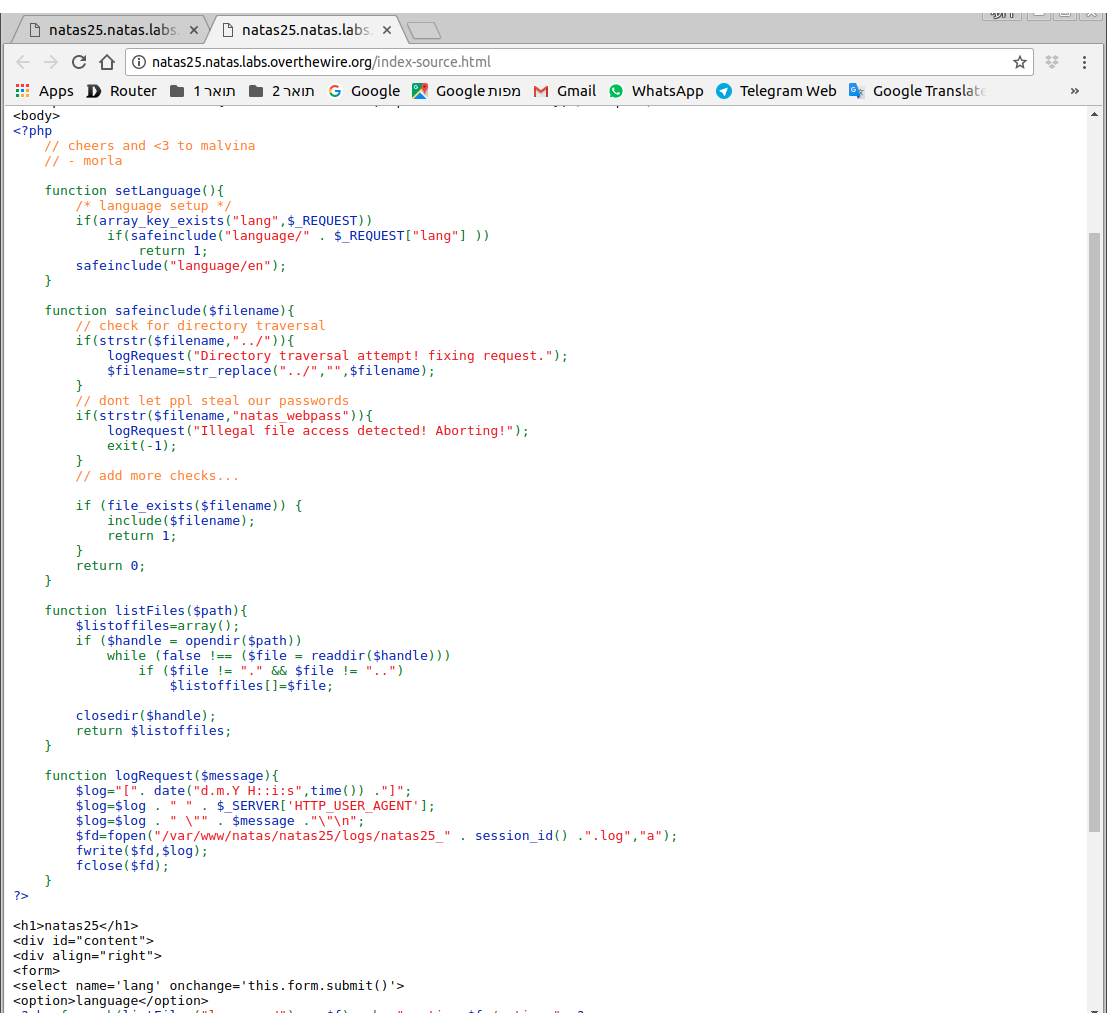 natas25.natas.labs. × natas25.natas.labs. ×
natas25.natas.labs.overthewire.org/index-source.html
Apps Router תואר 1 תואר 2 Google Google מפות Gmail WhatsApp Telegram Web Google Translate »
<body>
<?php
    // cheers and <3 to malvina
    // - morla
    function setLanguage(){
        /* language setup */
        if(array_key_exists("lang",$_REQUEST))
            if(safeinclude("language/" . $_REQUEST["lang"] ))
                return 1;
        safeinclude("language/en");
    }
    function safeinclude($filename){
        // check for directory traversal
        if(strstr($filename,"../")){
            logRequest("Directory traversal attempt! fixing request.");
            $filename=str_replace("../","",$filename);
        }
        // dont let ppl steal our passwords
        if(strstr($filename,"natas_webpass")){
            logRequest("Illegal file access detected! Aborting!");
            exit(-1);
        }
        // add more checks...
        if (file_exists($filename)) {
            include($filename);
            return 1;
        }
        return 0;
    }
    function listFiles($path){
        $listoffiles=array();
        if ($handle = opendir($path))
            while (false !== ($file = readdir($handle)))
                if ($file != "." && $file != "..")
                    $listoffiles[]=$file;
        closedir($handle);
        return $listoffiles;
    }
    function logRequest($message){
        $log="[". date("d.m.Y H::i:s",time()) ."]";
        $log=$log . " " . $_SERVER['HTTP_USER_AGENT'];
        $log=$log . " \"" . $message ."\"\n";
        $fd=fopen("/var/www/natas/natas25/logs/natas25_" . session_id() .".log","a");
        fwrite($fd,$log);
        fclose($fd);
    }
?>
<h1>natas25</h1>
<div id="content">
<div align="right">
<form>
<select name='lang' onchange='this.form.submit()'>
<option>language</option>